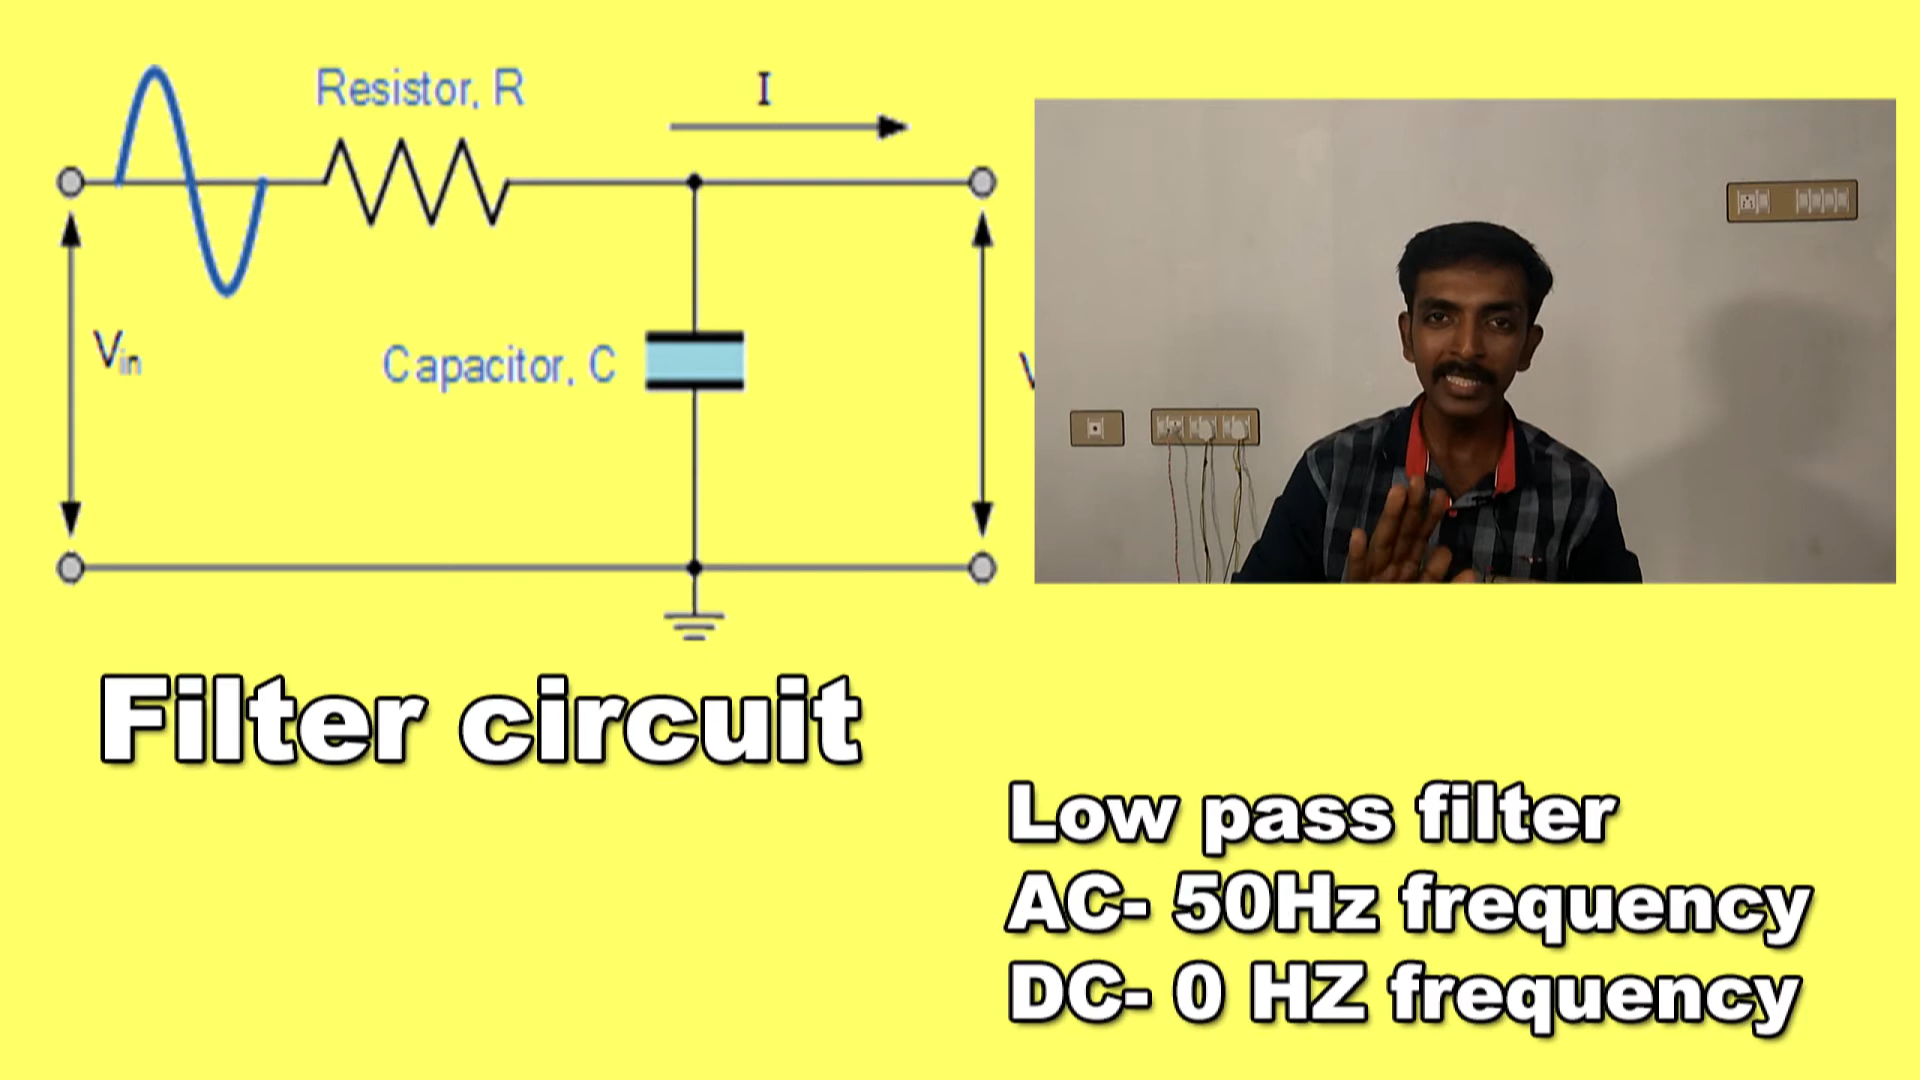 Resistor, R
I
Vin
Capacitor, C
V
Filter circuit
Low pass filter
AC- 50Hz frequency
DC- 0 HZ frequency